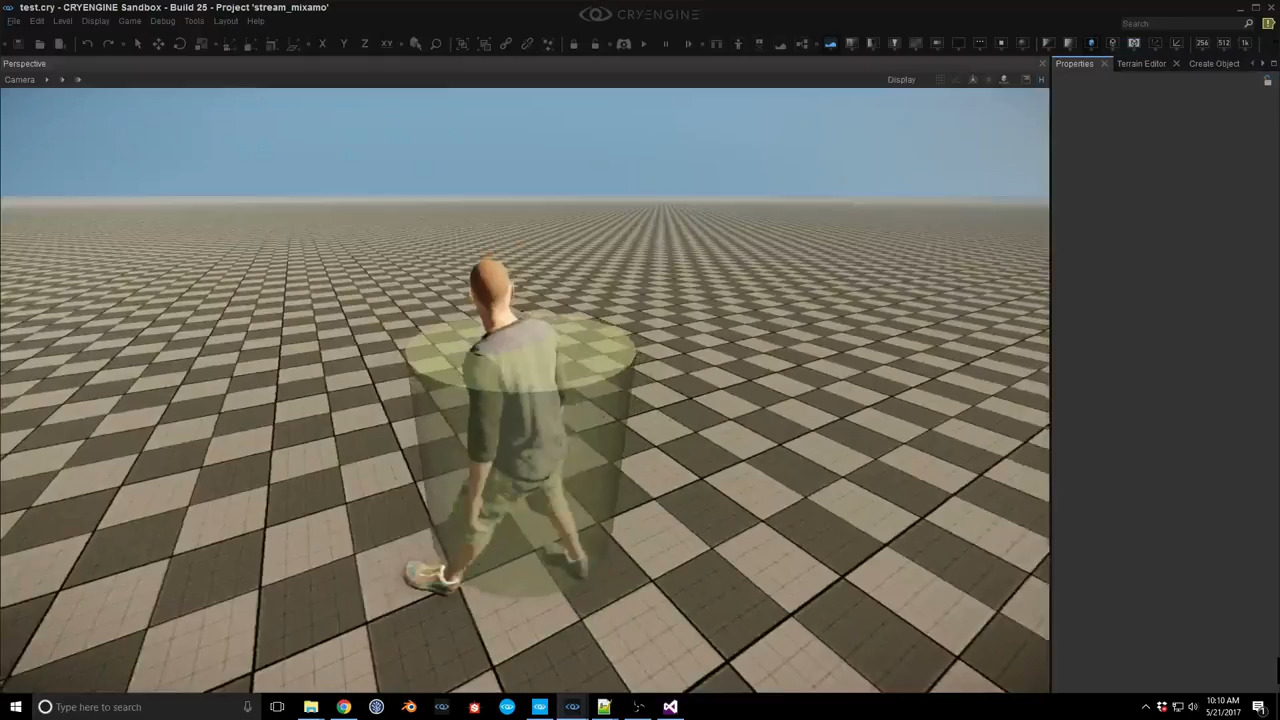 test.cry - CRYENGINE Sandbox - Build 25 - Project 'stream_mixamo'
CRYENGINE
File Edit Level Display Game Debug Tools Layout Help
Search
X Y Z XY
256 512 1k
Perspective
Properties
Terrain Editor
Create Object
Camera
Display
H
Type here to search
10:10 AM
5/21/2017